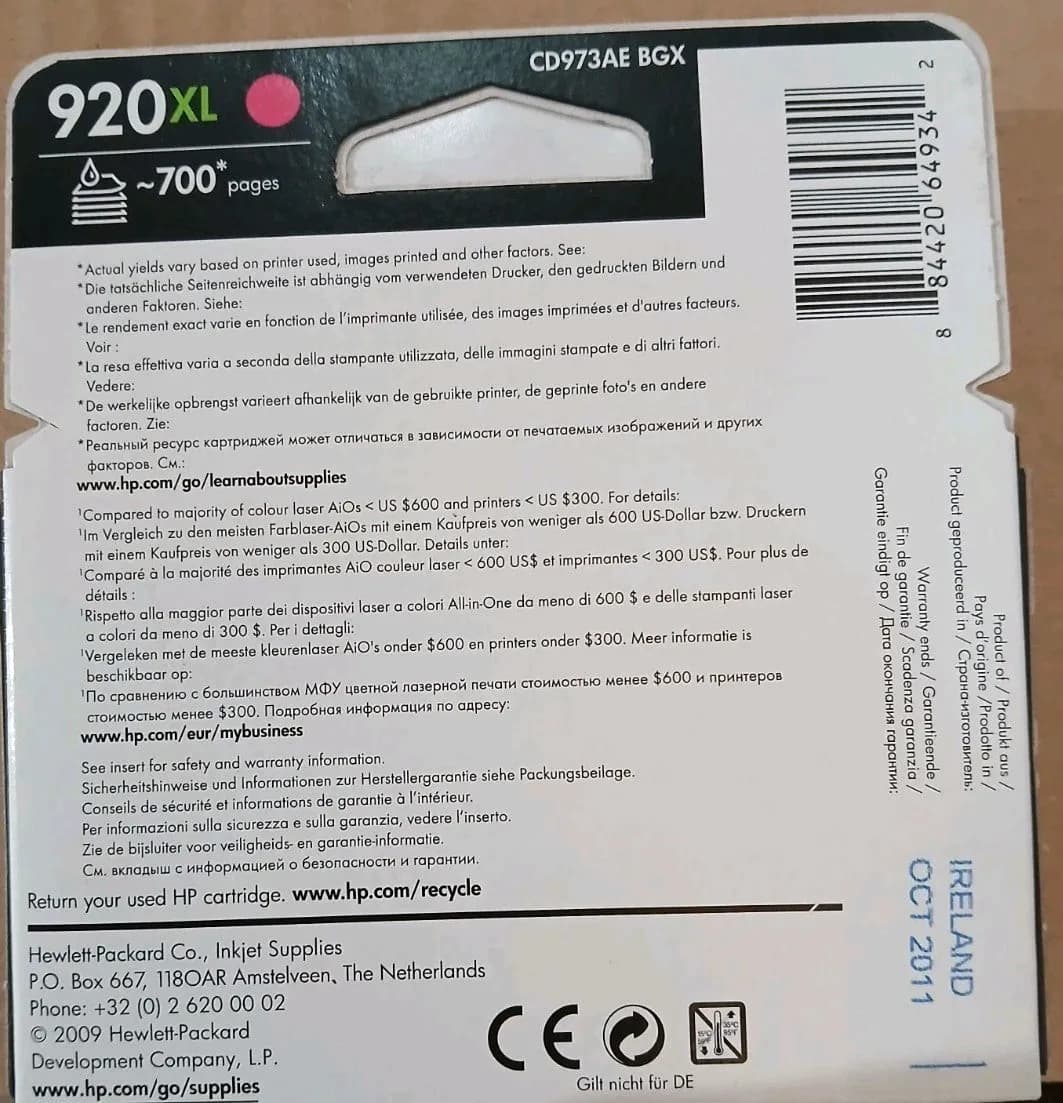 CD973AE BGX
920XL
~700* pages
8 84420 64934 2
*Actual yields vary based on printer used, images printed and other factors. See:
*Die tatsächliche Seitenreichweite ist abhängig vom verwendeten Drucker, den gedruckten Bildern und
anderen Faktoren. Siehe:
*Le rendement exact varie en fonction de l'imprimante utilisée, des images imprimées et d'autres facteurs.
Voir :
*La resa effettiva varia a seconda della stampante utilizzata, delle immagini stampate e di altri fattori.
Vedere:
*De werkelijke opbrengst varieert afhankelijk van de gebruikte printer, de geprinte foto's en andere
factoren. Zie:
*Реальный ресурс картриджей может отличаться в зависимости от печатаемых изображений и других
факторов. См.:
www.hp.com/go/learnaboutsupplies
¹Compared to majority of colour laser AiOs < US $600 and printers < US $300. For details:
¹Im Vergleich zu den meisten Farblaser-AiOs mit einem Kaufpreis von weniger als 600 US-Dollar bzw. Druckern
mit einem Kaufpreis von weniger als 300 US-Dollar. Details unter:
¹Comparé à la majorité des imprimantes AiO couleur laser < 600 US$ et imprimantes < 300 US$. Pour plus de
détails :
¹Rispetto alla maggior parte dei dispositivi laser a colori All-in-One da meno di 600 $ e delle stampanti laser
a colori da meno di 300 $. Per i dettagli:
¹Vergeleken met de meeste kleurenlaser AiO's onder $600 en printers onder $300. Meer informatie is
beschikbaar op:
¹По сравнению с большинством МФУ цветной лазерной печати стоимостью менее $600 и принтеров
стоимостью менее $300. Подробная информация по адресу:
www.hp.com/eur/mybusiness
See insert for safety and warranty information.
Sicherheitshinweise und Informationen zur Herstellergarantie siehe Packungsbeilage.
Conseils de sécurité et informations de garantie à l'intérieur.
Per informazioni sulla sicurezza e sulla garanzia, vedere l'inserto.
Zie de bijsluiter voor veiligheids- en garantie-informatie.
См. вкладыш с информацией о безопасности и гарантии.
Return your used HP cartridge. www.hp.com/recycle
Hewlett-Packard Co., Inkjet Supplies
P.O. Box 667, 118OAR Amstelveen, The Netherlands
Phone: +32 (0) 2 620 00 02
© 2009 Hewlett-Packard
Development Company, L.P.
www.hp.com/go/supplies
CE
35°C
95°F
15°C
59°F
Gilt nicht für DE
Product of / Produkt aus /
Pays d'origine /Prodotto in /
Product geproduceerd in / Страна-изготовитель:
IRELAND
Warranty ends / Garantieende /
Fin de garantie / Scadenza garanzia /
Garantie eindigt op / Дата окончания гарантии:
OCT 2011